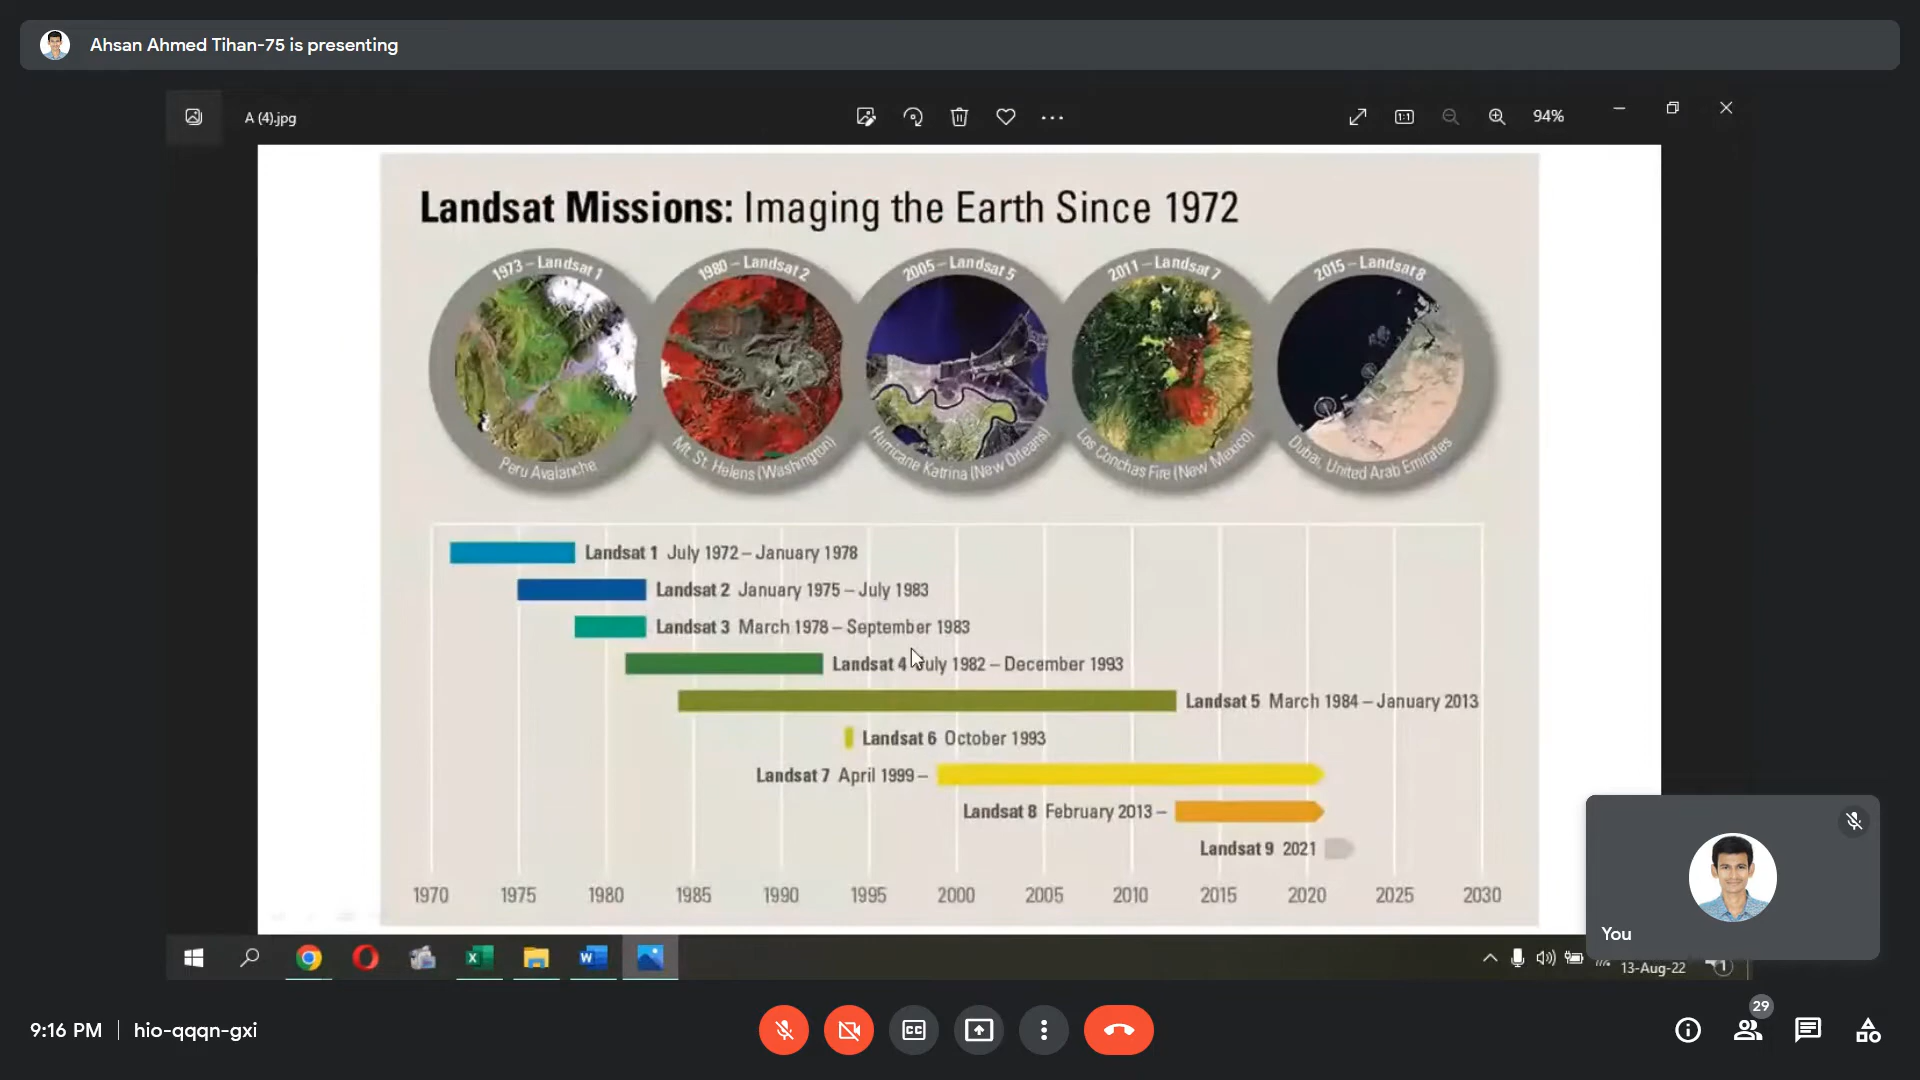 Ahsan Ahmed Tihan-75 is presenting
A (4).jpg
94%
Landsat Missions: Imaging the Earth Since 1972
1973 – Landsat 1
1980 – Landsat 2
2005 – Landsat 5
2011 – Landsat 7
2015 – Landsat 8
Peru Avalanche
Mt. St. Helens (Washington)
Hurricane Katrina (New Orleans)
Los Conchas Fire (New Mexico)
Dubai, United Arab Emirates
Landsat 1 July 1972 – January 1978
Landsat 2 January 1975 – July 1983
Landsat 3 March 1978 – September 1983
Landsat 4 July 1982 – December 1993
Landsat 5 March 1984 – January 2013
Landsat 6 October 1993
Landsat 7 April 1999 –
Landsat 8 February 2013 –
Landsat 9 2021
1970 1975 1980 1985 1990 1995 2000 2005 2010 2015 2020 2025 2030
You
13-Aug-22
1
9:16 PM | hio-qqqn-gxi
CC
29